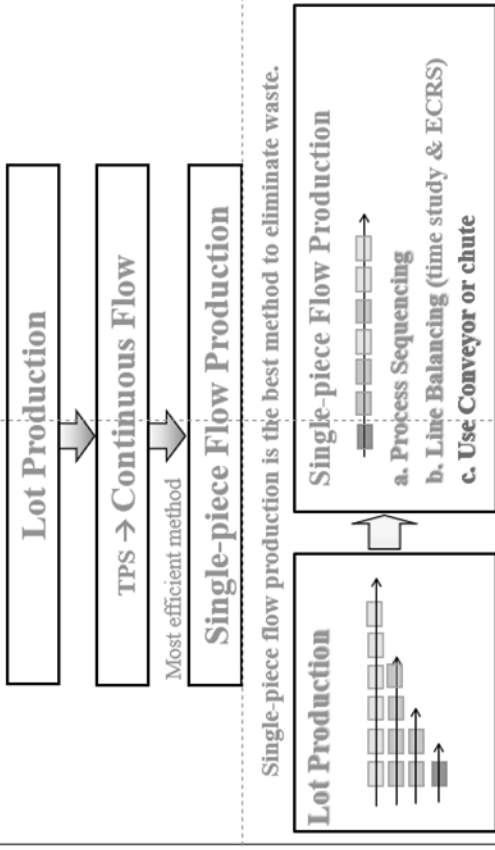 Lot Production
TPS → Continuous Flow
Most efficient method
Single-piece Flow Production
Single-piece flow production is the best method to eliminate waste.
Lot Production
Single-piece Flow Production
a. Process Sequencing
b. Line Balancing (time study & ECRS)
c. Use Conveyor or chute